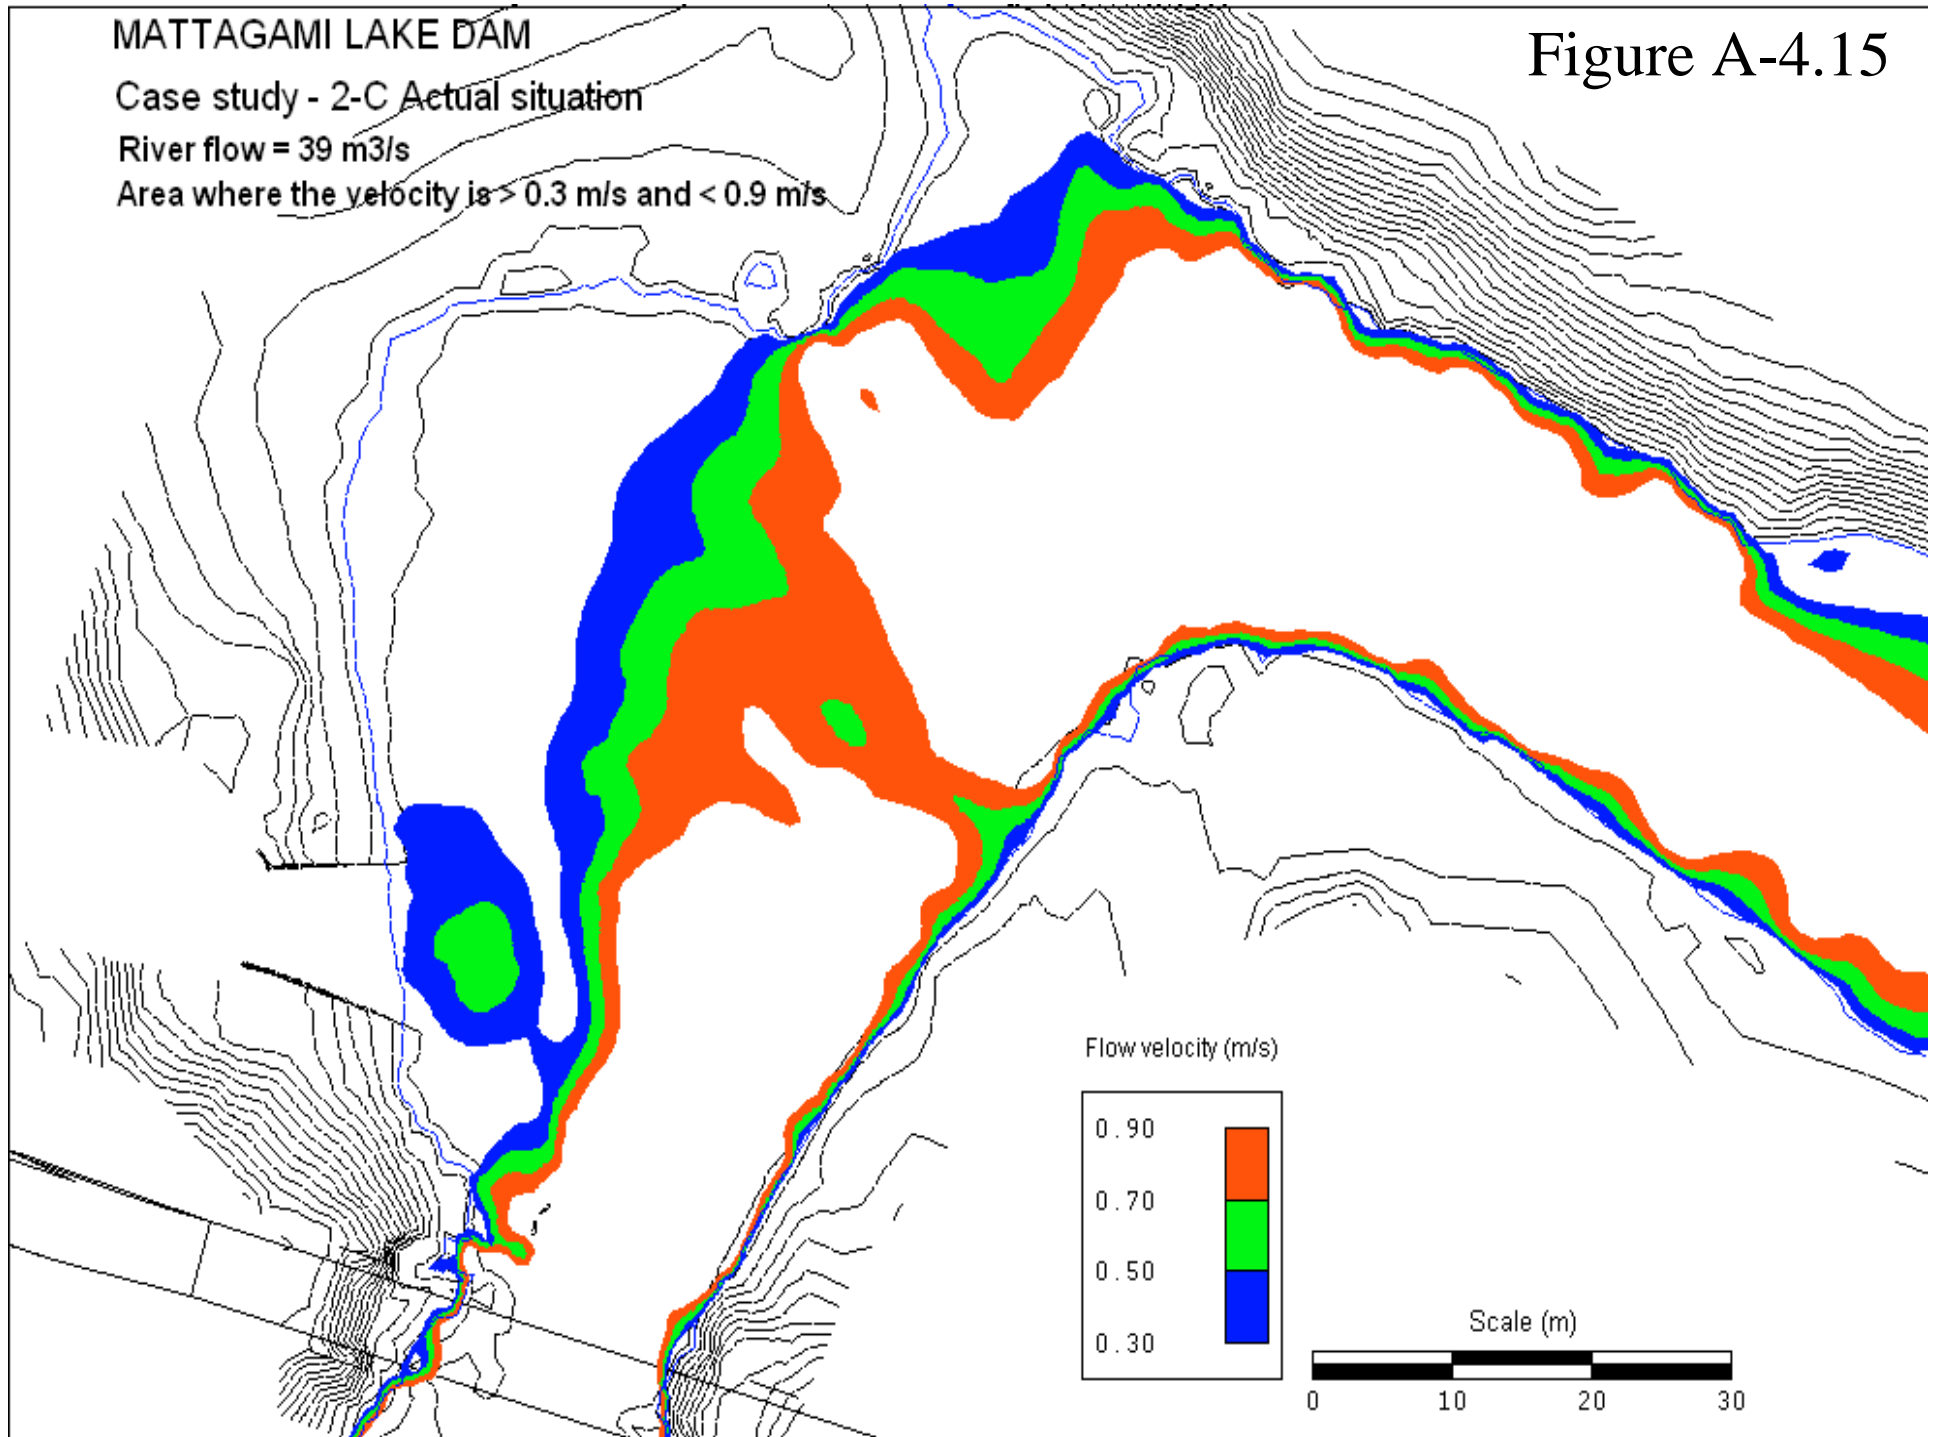 MATTAGAMI LAKE DAM
Figure A-4.15
Case study - 2-C Actual situation
River flow = 39 m3/s
Area where the velocity is > 0.3 m/s and < 0.9 m/s
Flow velocity (m/s)
0.90
0.70
0.50
0.30
Scale (m)
0 10 20 30